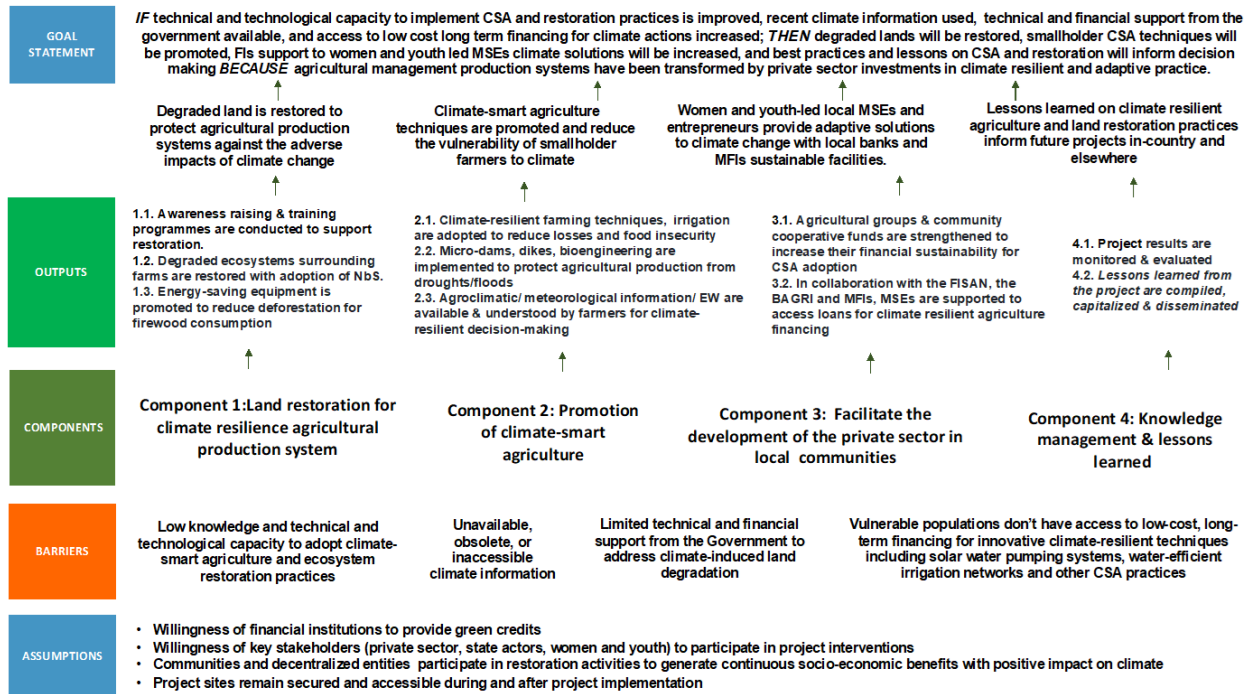 GOAL
STATEMENT
IF technical and technological capacity to implement CSA and restoration practices is improved, recent climate information used, technical and financial support from the
government available, and access to low cost long term financing for climate actions increased; THEN degraded lands will be restored, smallholder CSA techniques will
be promoted, FIs support to women and youth led MSEs climate solutions will be increased, and best practices and lessons on CSA and restoration will inform decision
making BECAUSE agricultural management production systems have been transformed by private sector investments in climate resilient and adaptive practice.
Degraded land is restored to
protect agricultural production
systems against the adverse
impacts of climate change
Climate-smart agriculture
techniques are promoted and reduce
the vulnerability of smallholder
farmers to climate
Women and youth-led local MSEs and
entrepreneurs provide adaptive solutions
to climate change with local banks and
MFIs sustainable facilities.
Lessons learned on climate resilient
agriculture and land restoration practices
inform future projects in-country and
elsewhere
OUTPUTS
1.1. Awareness raising & training
programmes are conducted to support
restoration.
1.2. Degraded ecosystems surrounding
farms are restored with adoption of NbS.
1.3. Energy-saving equipment is
promoted to reduce deforestation for
firewood consumption
2.1. Climate-resilient farming techniques, irrigation
are adopted to reduce losses and food insecurity
2.2. Micro-dams, dikes, bioengineering are
implemented to protect agricultural production from
droughts/floods
2.3. Agroclimatic/ meteorological information/ EW are
available & understood by farmers for climate-
resilient decision-making
3.1. Agricultural groups & community
cooperative funds are strengthened to
increase their financial sustainability for
CSA adoption
3.2. In collaboration with the FISAN, the
BAGRI and MFIs, MSEs are supported to
access loans for climate resilient agriculture
financing
4.1. Project results are
monitored & evaluated
4.2. Lessons learned from
the project are compiled,
capitalized & disseminated
COMPONENTS
Component 1:Land restoration for
climate resilience agricultural
production system
Component 2: Promotion
of climate-smart
agriculture
Component 3: Facilitate the
development of the private sector in
local communities
Component 4: Knowledge
management & lessons
learned
BARRIERS
Low knowledge and technical and
technological capacity to adopt climate-
smart agriculture and ecosystem
restoration practices
Unavailable,
obsolete, or
inaccessible
climate information
Limited technical and financial
support from the Government to
address climate-induced land
degradation
Vulnerable populations don't have access to low-cost, long-
term financing for innovative climate-resilient techniques
including solar water pumping systems, water-efficient
irrigation networks and other CSA practices
ASSUMPTIONS
• Willingness of financial institutions to provide green credits
• Willingness of key stakeholders (private sector, state actors, women and youth) to participate in project interventions
• Communities and decentralized entities participate in restoration activities to generate continuous socio-economic benefits with positive impact on climate
• Project sites remain secured and accessible during and after project implementation